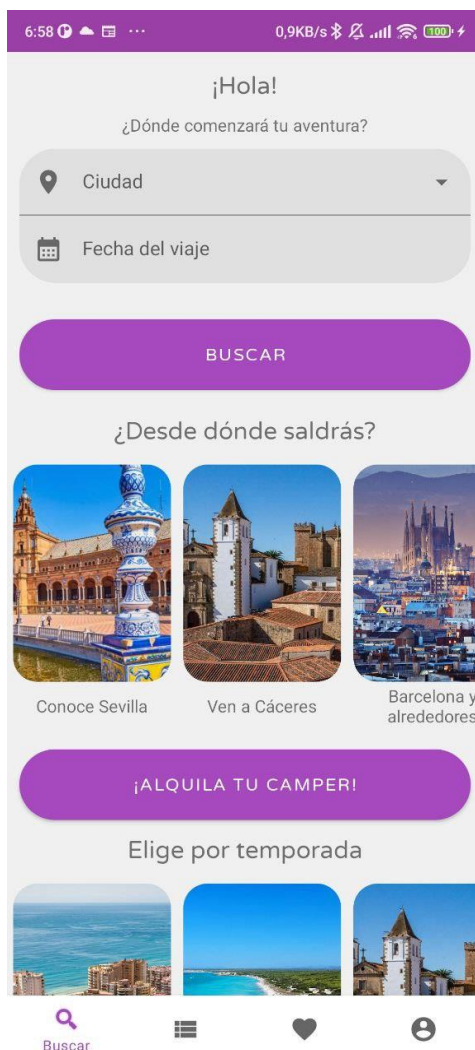 6:58 ··· 0,9KB/s 100
¡Hola!
¿Dónde comenzará tu aventura?
Ciudad
Fecha del viaje
BUSCAR
¿Desde dónde saldrás?
Conoce Sevilla
Ven a Cáceres
Barcelona y
alrededores
¡ALQUILA TU CAMPER!
Elige por temporada
Buscar